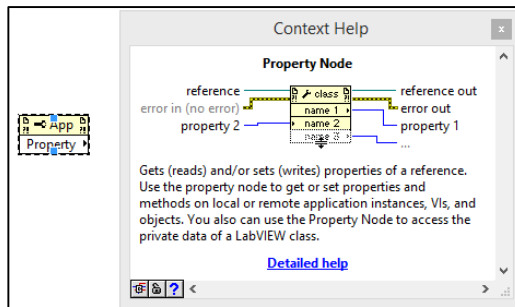 Context Help
x
Property Node
reference
reference out
error in (no error)
error out
property 2
property 1
...
class
name 1
name 2
name 3
App
Property
Gets (reads) and/or sets (writes) properties of a reference.
Use the property node to get or set properties and
methods on local or remote application instances, VIs, and
objects. You also can use the Property Node to access the
private data of a LabVIEW class.
Detailed help
?